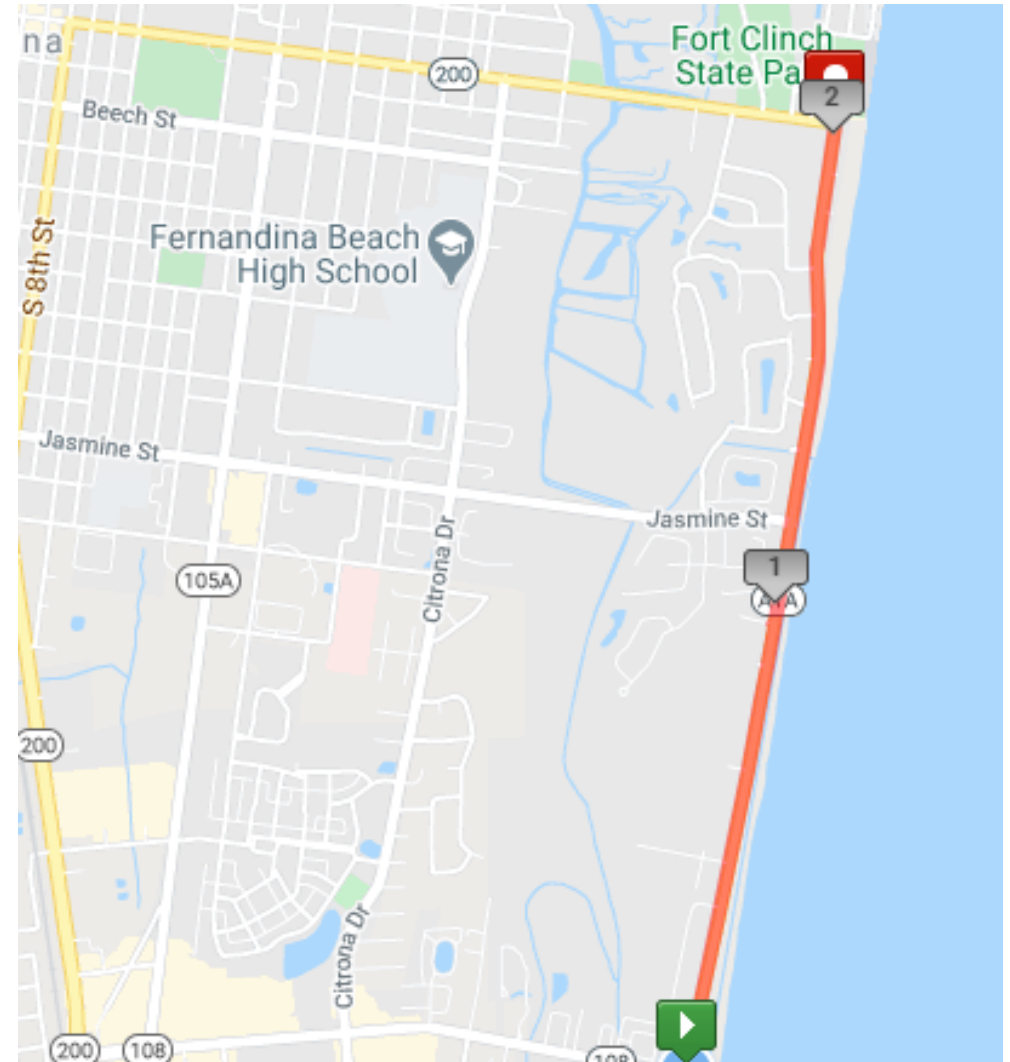 na
Fort Clinch
State Pa
200
2
Beech St
Fernandina Beach
High School
S 8th St
Jasmine St
Jasmine St
1
105A
Citrona Dr
200
Citrona Dr
200
108
108